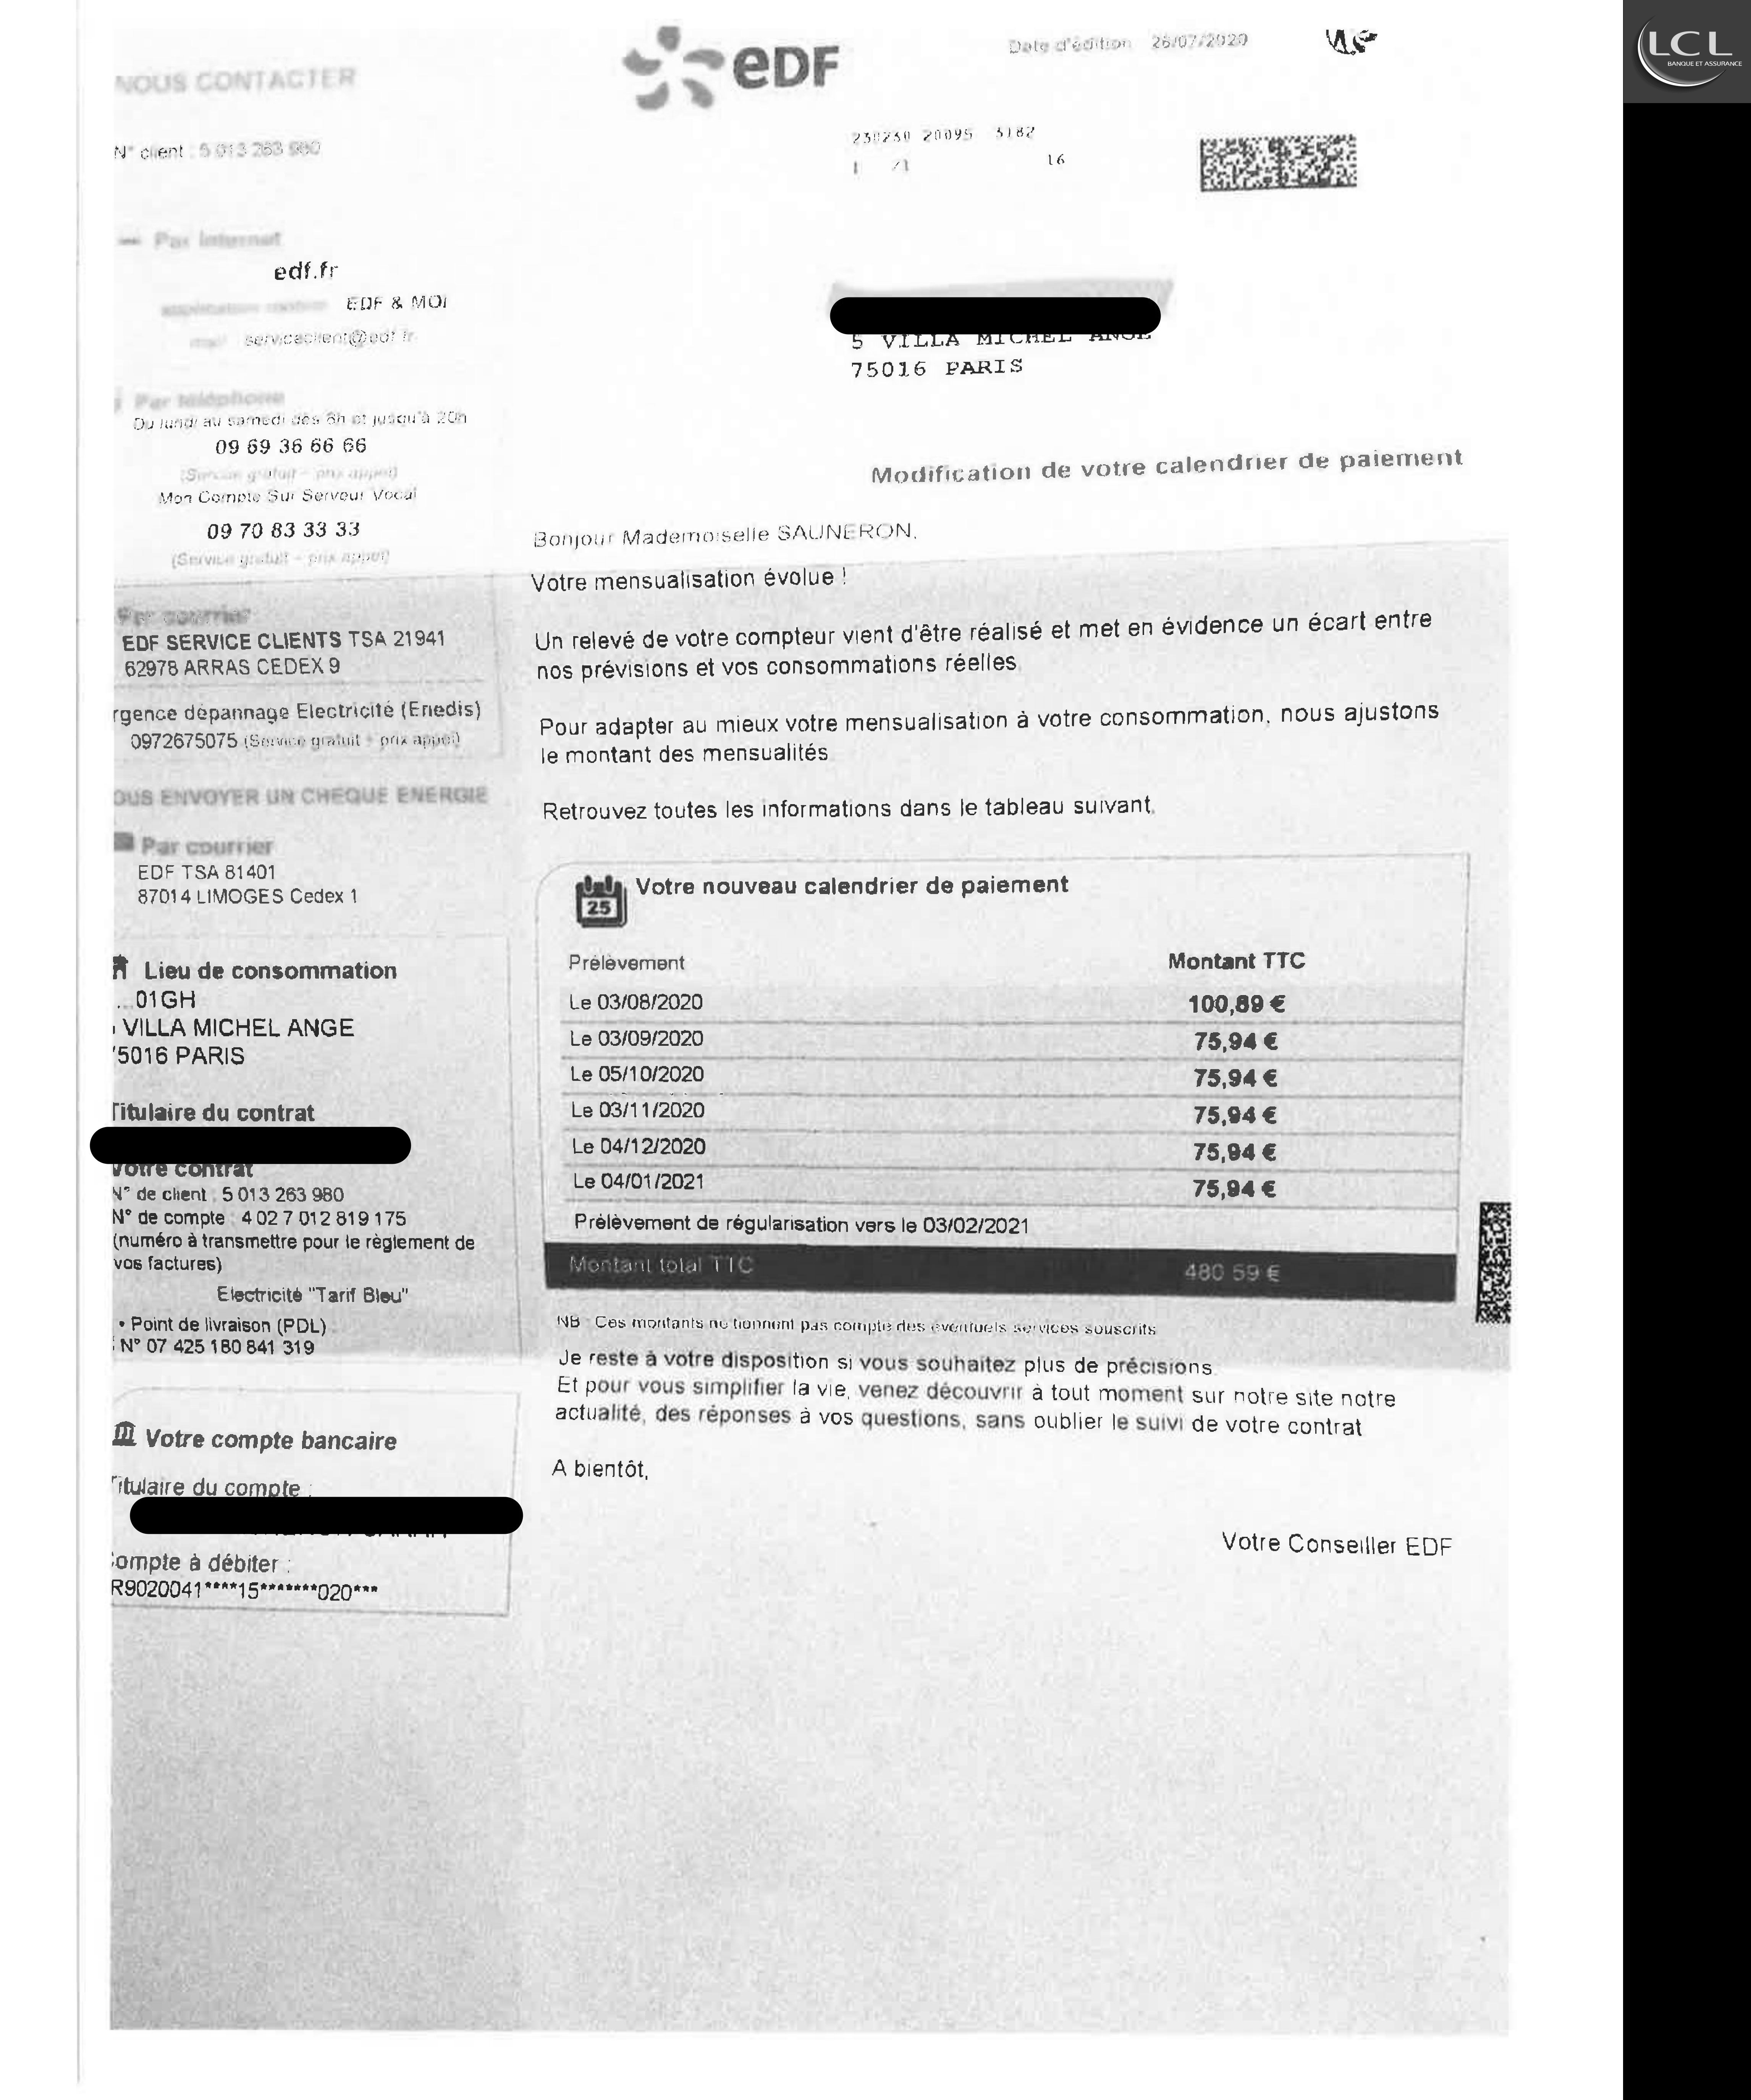 NOUS CONTACTER
eDF
Date d'édition 26/07/2020
LCL
BANQUE ET ASSURANCE
N° client : 5 013 263 980
230230 20095 3182
1 /1 16
Par Internet
edf.fr
application mobile EDF & MOI
mail serviceclient@edf.fr
5 VILLA MICHEL ANGE
75016 PARIS
Par téléphone
Du lundi au samedi dès 8h et jusqu'à 20h
09 69 36 66 66
(Service gratuit - prix appel)
Mon Compte Sur Serveur Vocal
09 70 83 33 33
(Service gratuit - prix appel)
Par courrier
EDF SERVICE CLIENTS TSA 21941
62978 ARRAS CEDEX 9
rgence dépannage Electricité (Enedis)
0972675075 (Service gratuit - prix appel)
OUS ENVOYER UN CHEQUE ENERGIE
Par courrier
EDF TSA 81401
87014 LIMOGES Cedex 1
Lieu de consommation
...01GH
VILLA MICHEL ANGE
75016 PARIS
Titulaire du contrat
Votre contrat
N° de client : 5 013 263 980
N° de compte : 4 02 7 012 819 175
(numéro à transmettre pour le règlement de
vos factures)
Electricité "Tarif Bleu"
• Point de livraison (PDL)
N° 07 425 180 841 319
Votre compte bancaire
Titulaire du compte :
Compte à débiter :
R9020041****15*******020***
Modification de votre calendrier de paiement
Bonjour Mademoiselle SAUNERON,
Votre mensualisation évolue !
Un relevé de votre compteur vient d'être réalisé et met en évidence un écart entre
nos prévisions et vos consommations réelles.
Pour adapter au mieux votre mensualisation à votre consommation, nous ajustons
le montant des mensualités
Retrouvez toutes les informations dans le tableau suivant.
25
Votre nouveau calendrier de paiement
Prélèvement Montant TTC
Le 03/08/2020 100,89 €
Le 03/09/2020 75,94 €
Le 05/10/2020 75,94 €
Le 03/11/2020 75,94 €
Le 04/12/2020 75,94 €
Le 04/01/2021 75,94 €
Prélèvement de régularisation vers le 03/02/2021
Montant total TTC 480 59 €
NB : Ces montants ne tiennent pas compte des éventuels services souscrits
Je reste à votre disposition si vous souhaitez plus de précisions.
Et pour vous simplifier la vie, venez découvrir à tout moment sur notre site notre
actualité, des réponses à vos questions, sans oublier le suivi de votre contrat
A bientôt,
Votre Conseiller EDF